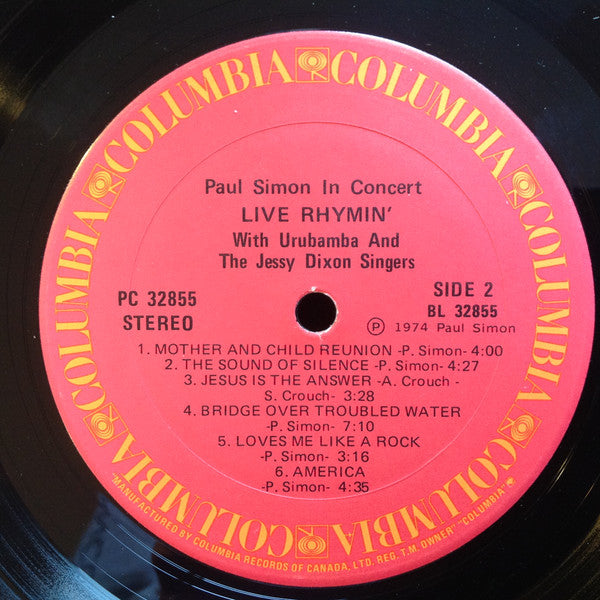 COLUMBIA COLUMBIA COLUMBIA COLUMBIA COLUMBIA COLUMBIA
Paul Simon In Concert
LIVE RHYMIN'
With Urubamba And
The Jessy Dixon Singers
PC 32855
STEREO
SIDE 2
BL 32855
Ⓟ 1974 Paul Simon
1. MOTHER AND CHILD REUNION -P. Simon- 4:00
2. THE SOUND OF SILENCE -P. Simon- 4:27
3. JESUS IS THE ANSWER -A. Crouch -
S. Crouch- 3:28
4. BRIDGE OVER TROUBLED WATER
-P. Simon- 7:10
5. LOVES ME LIKE A ROCK
-P. Simon- 3:16
6. AMERICA
-P. Simon- 4:35
"MANUFACTURED BY COLUMBIA RECORDS OF CANADA, LTD. REG. T.M. OWNER" "COLUMBIA"®